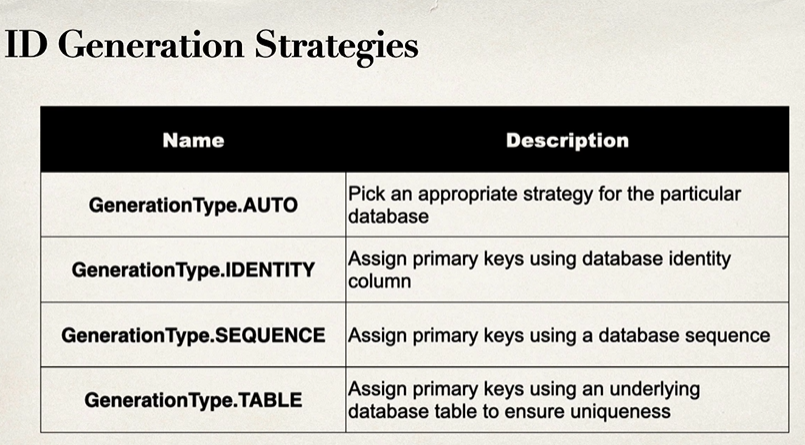 ID Generation Strategies
Name
Description
GenerationType.AUTO
Pick an appropriate strategy for the particular
database
GenerationType.IDENTITY
Assign primary keys using database identity
column
GenerationType.SEQUENCE
Assign primary keys using a database sequence
GenerationType.TABLE
Assign primary keys using an underlying
database table to ensure uniqueness